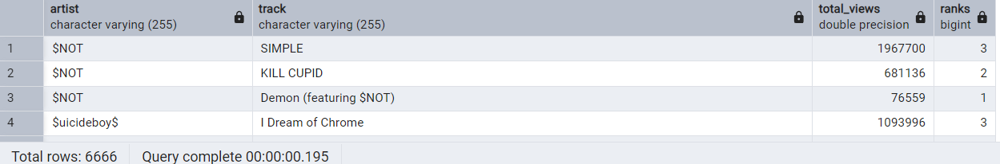 artist track total_views ranks
character varying (255) character varying (255) double precision bigint
1 $NOT SIMPLE 1967700 3
2 $NOT KILL CUPID 681136 2
3 $NOT Demon (featuring $NOT) 76559 1
4 $uicideboy$ I Dream of Chrome 1093996 3
Total rows: 6666 Query complete 00:00:00.195